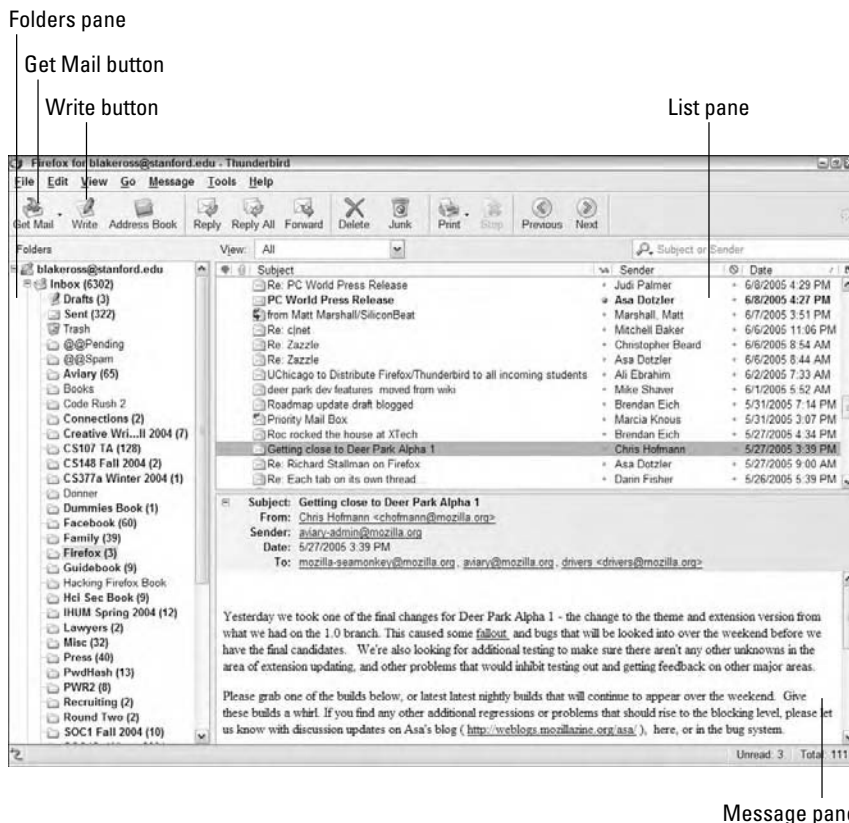 Folders pane
Get Mail button
Write button
List pane
Firefox for blakeross@stanford.edu - Thunderbird
File Edit View Go Message Tools Help
Get Mail Write Address Book Reply Reply All Forward Delete Junk Print Stop Previous Next
Folders View: All Subject or Sender
Subject Sender Date
blakeross@stanford.edu
Inbox (6302)
Drafts (3)
Sent (322)
Trash
@@Pending
@@Spam
Aviary (65)
Books
Code Rush 2
Connections (2)
Creative Wri...ll 2004 (7)
CS107 TA (128)
CS148 Fall 2004 (2)
CS377a Winter 2004 (1)
Donner
Dummies Book (1)
Facebook (60)
Family (39)
Firefox (3)
Guidebook (9)
Hacking Firefox Book
Hci Sec Book (9)
IHUM Spring 2004 (12)
Lawyers (2)
Misc (32)
Press (40)
PwdHash (13)
PWR2 (8)
Recruiting (2)
Round Two (2)
SOC1 Fall 2004 (10)
Re: PC World Press Release Judi Palmer 6/8/2005 4:29 PM
PC World Press Release Asa Dotzler 6/8/2005 4:27 PM
from Matt Marshall/SiliconBeat Marshall, Matt 6/7/2005 3:51 PM
Re: c|net Mitchell Baker 6/6/2005 11:06 PM
Re: Zazzle Christopher Beard 6/6/2005 8:54 AM
Re: Zazzle Asa Dotzler 6/6/2005 8:44 AM
UChicago to Distribute Firefox/Thunderbird to all incoming students Ali Ebrahim 6/2/2005 7:33 AM
deer park dev features moved from wiki Mike Shaver 6/1/2005 5:52 AM
Roadmap update draft blogged Brendan Eich 5/31/2005 7:14 PM
Priority Mail Box Marcia Knous 5/31/2005 3:07 PM
Roc rocked the house at XTech Brendan Eich 5/27/2005 4:34 PM
Getting close to Deer Park Alpha 1 Chris Hofmann 5/27/2005 3:39 PM
Re: Richard Stallman on Firefox Asa Dotzler 5/27/2005 9:00 AM
Re: Each tab on its own thread... Darin Fisher 5/26/2005 5:39 PM
Subject: Getting close to Deer Park Alpha 1
From: Chris Hofmann <chofmann@mozilla.org>
Sender: aviary-admin@mozilla.org
Date: 5/27/2005 3:39 PM
To: mozilla-seamonkey@mozilla.org, aviary@mozilla.org, drivers <drivers@mozilla.org>
Yesterday we took one of the final changes for Deer Park Alpha 1 - the change to the theme and extension version from
what we had on the 1.0 branch. This caused some fallout and bugs that will be looked into over the weekend before we
have the final candidates. We're also looking for additional testing to make sure there aren't any other unknowns in the
area of extension updating, and other problems that would inhibit testing out and getting feedback on other major areas.
Please grab one of the builds below, or latest latest nightly builds that will continue to appear over the weekend. Give
these builds a whirl. If you find any other additional regressions or problems that should rise to the blocking level, please let
us know with discussion updates on Asa's blog ( http://weblogs.mozillazine.org/asa/ ), here, or in the bug system.
Unread: 3 Total: 111
Message pane